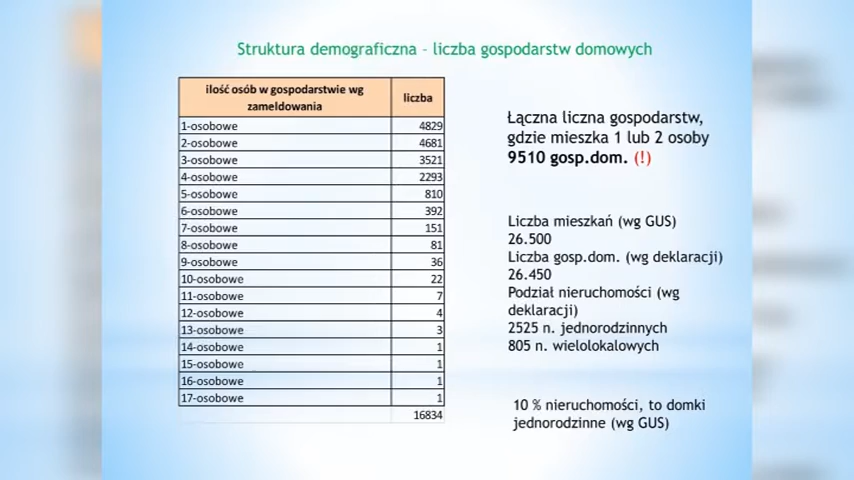 Struktura demograficzna – liczba gospodarstw domowych
ilość osób w gospodarstwie wg
zameldowania
liczba
1-osobowe 4829
2-osobowe 4681
3-osobowe 3521
4-osobowe 2293
5-osobowe 810
6-osobowe 392
7-osobowe 151
8-osobowe 81
9-osobowe 36
10-osobowe 22
11-osobowe 7
12-osobowe 4
13-osobowe 3
14-osobowe 1
15-osobowe 1
16-osobowe 1
17-osobowe 1
16834
Łączna liczna gospodarstw,
gdzie mieszka 1 lub 2 osoby
9510 gosp.dom. (!)
Liczba mieszkań (wg GUS)
26.500
Liczba gosp.dom. (wg deklaracji)
26.450
Podział nieruchomości (wg
deklaracji)
2525 n. jednorodzinnych
805 n. wielolokalowych
10 % nieruchomości, to domki
jednorodzinne (wg GUS)